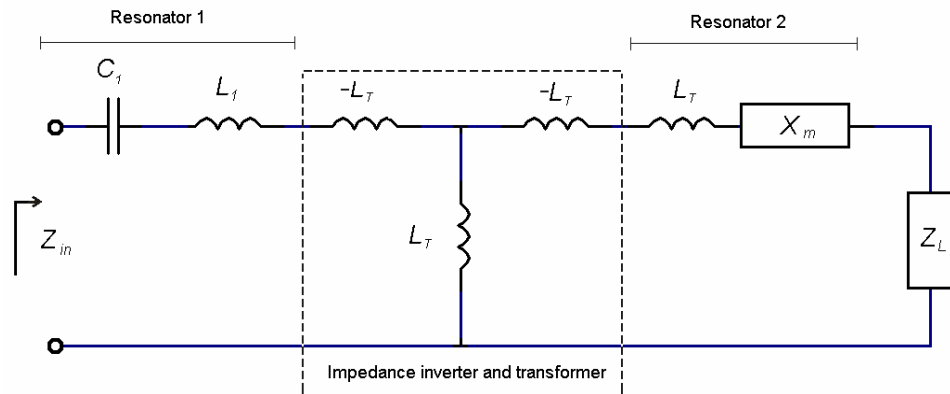 Resonator 1
Resonator 2
C1
L1
-LT
-LT
LT
Xm
Zin
LT
ZL
Impedance inverter and transformer